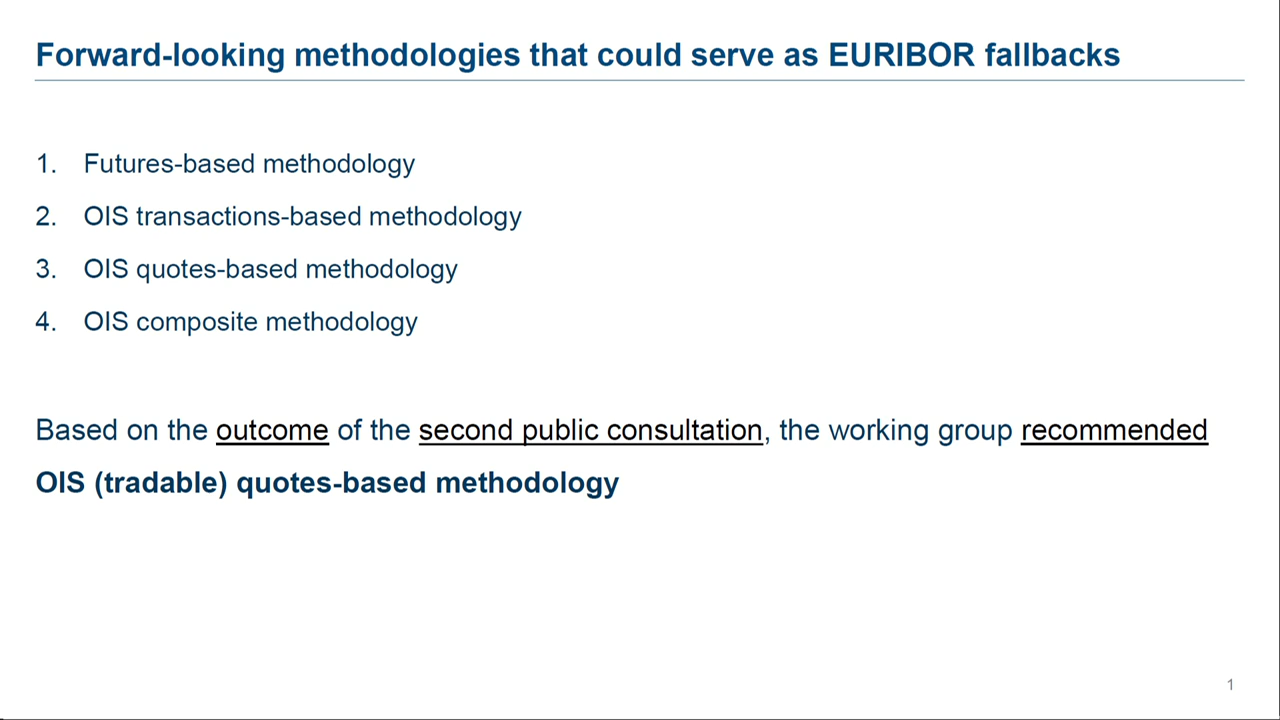 Forward-looking methodologies that could serve as EURIBOR fallbacks
1. Futures-based methodology
2. OIS transactions-based methodology
3. OIS quotes-based methodology
4. OIS composite methodology
Based on the outcome of the second public consultation, the working group recommended
OIS (tradable) quotes-based methodology
1